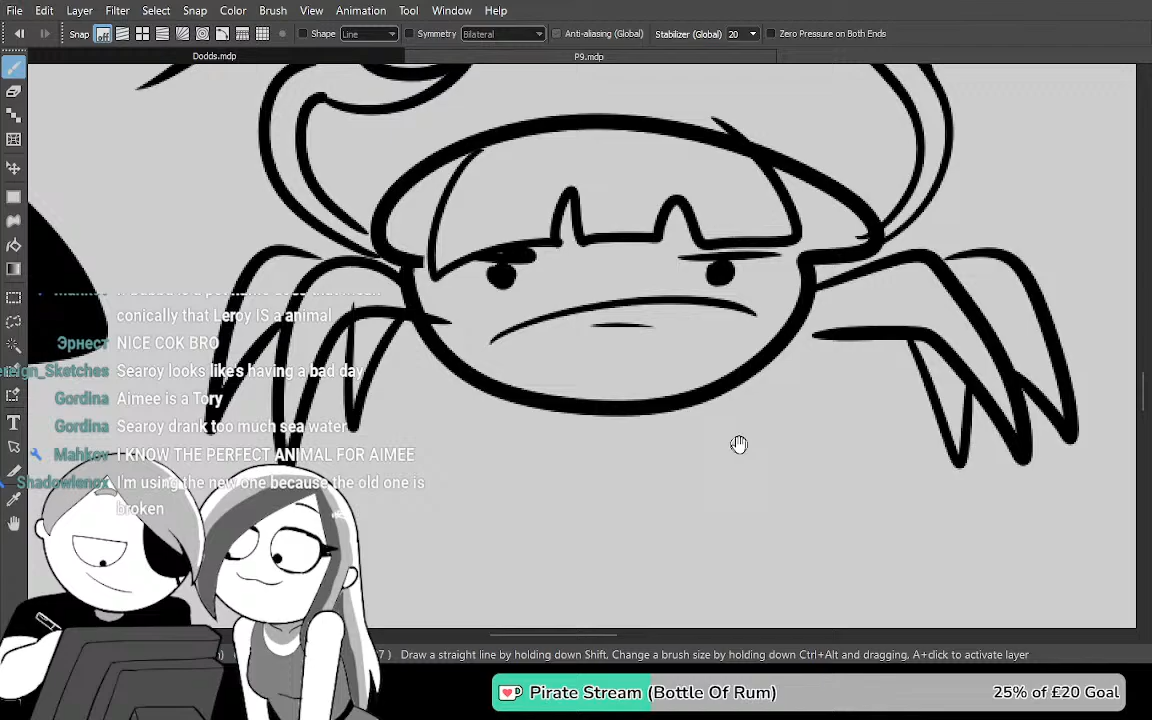 File Edit Layer Filter Select Snap Color Brush View Animation Tool Window Help
Snap off Shape Line Symmetry Bilateral Anti-aliasing (Global) Stabilizer (Global) 20 Zero Pressure on Both Ends
Dodds.mdp P9.mdp
conically that Leroy IS a animal
Эрнест NICE COK BRO
Searoy looks like's having a bad day
Gordina Aimee is a Tory
Gordina Searoy drank too much sea water
Mahkov I KNOW THE PERFECT ANIMAL FOR AIMEE
Shadowlenox I'm using the new one because the old one is
broken
Draw a straight line by holding down Shift. Change a brush size by holding down Ctrl+Alt and dragging, A+click to activate layer
Pirate Stream (Bottle Of Rum) 25% of £20 Goal